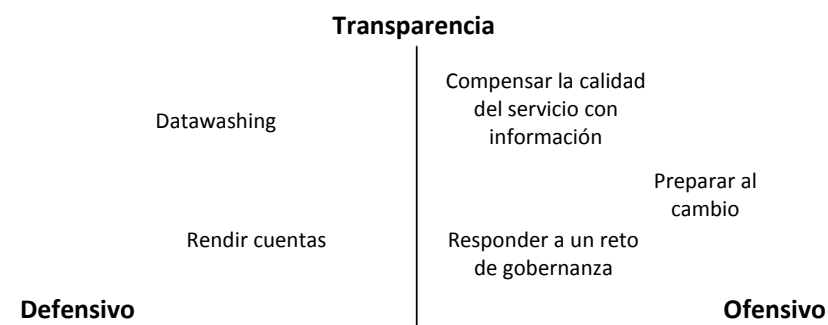 Transparencia
Datawashing
Compensar la calidad
del servicio con
información
Preparar al
cambio
Rendir cuentas
Responder a un reto
de gobernanza
Defensivo
Ofensivo